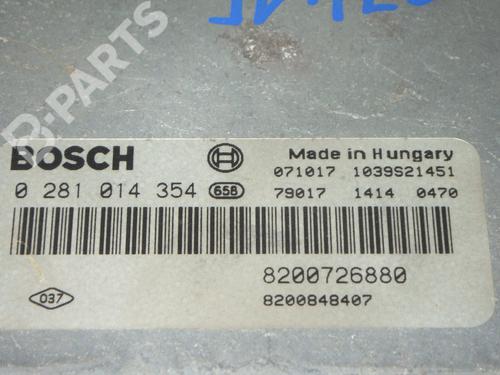 B-PARTS
BOSCH
Made in Hungary
071017 1039S21451
0 281 014 354 658
79017 1414 0470
8200726880
8200848407
037